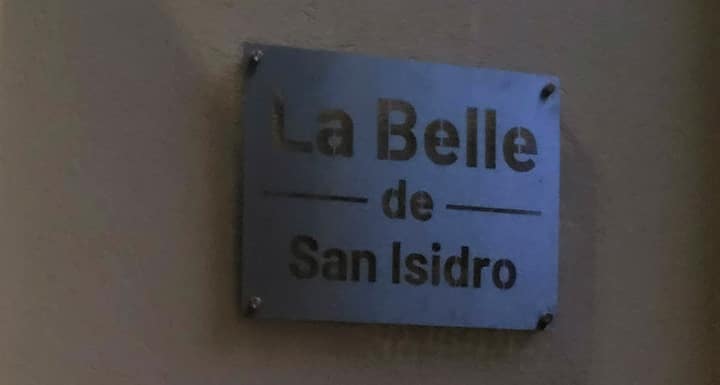 La Belle
de
San Isidro